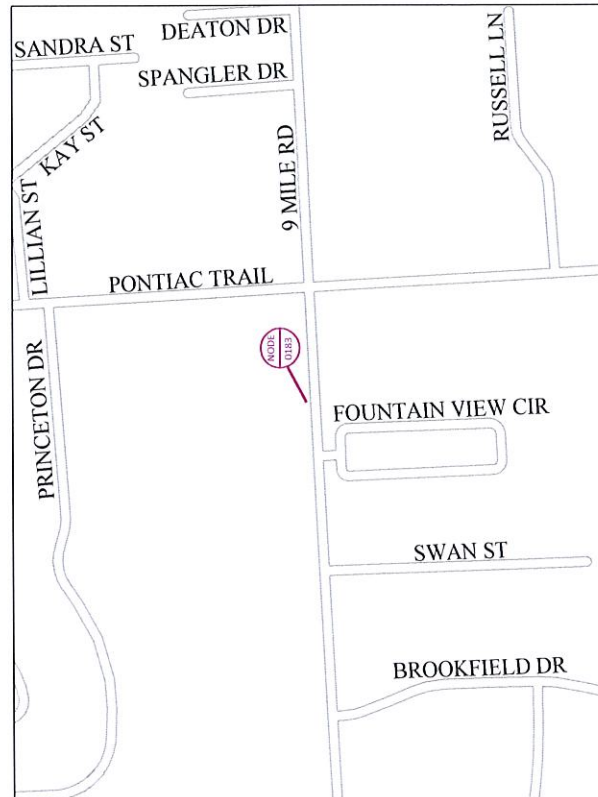 DEATON DR
SANDRA ST
SPANGLER DR
RUSSELL LN
KAY ST
9 MILE RD
LILLIAN ST
PONTIAC TRAIL
NODE
0183
PRINCETON DR
FOUNTAIN VIEW CIR
SWAN ST
BROOKFIELD DR